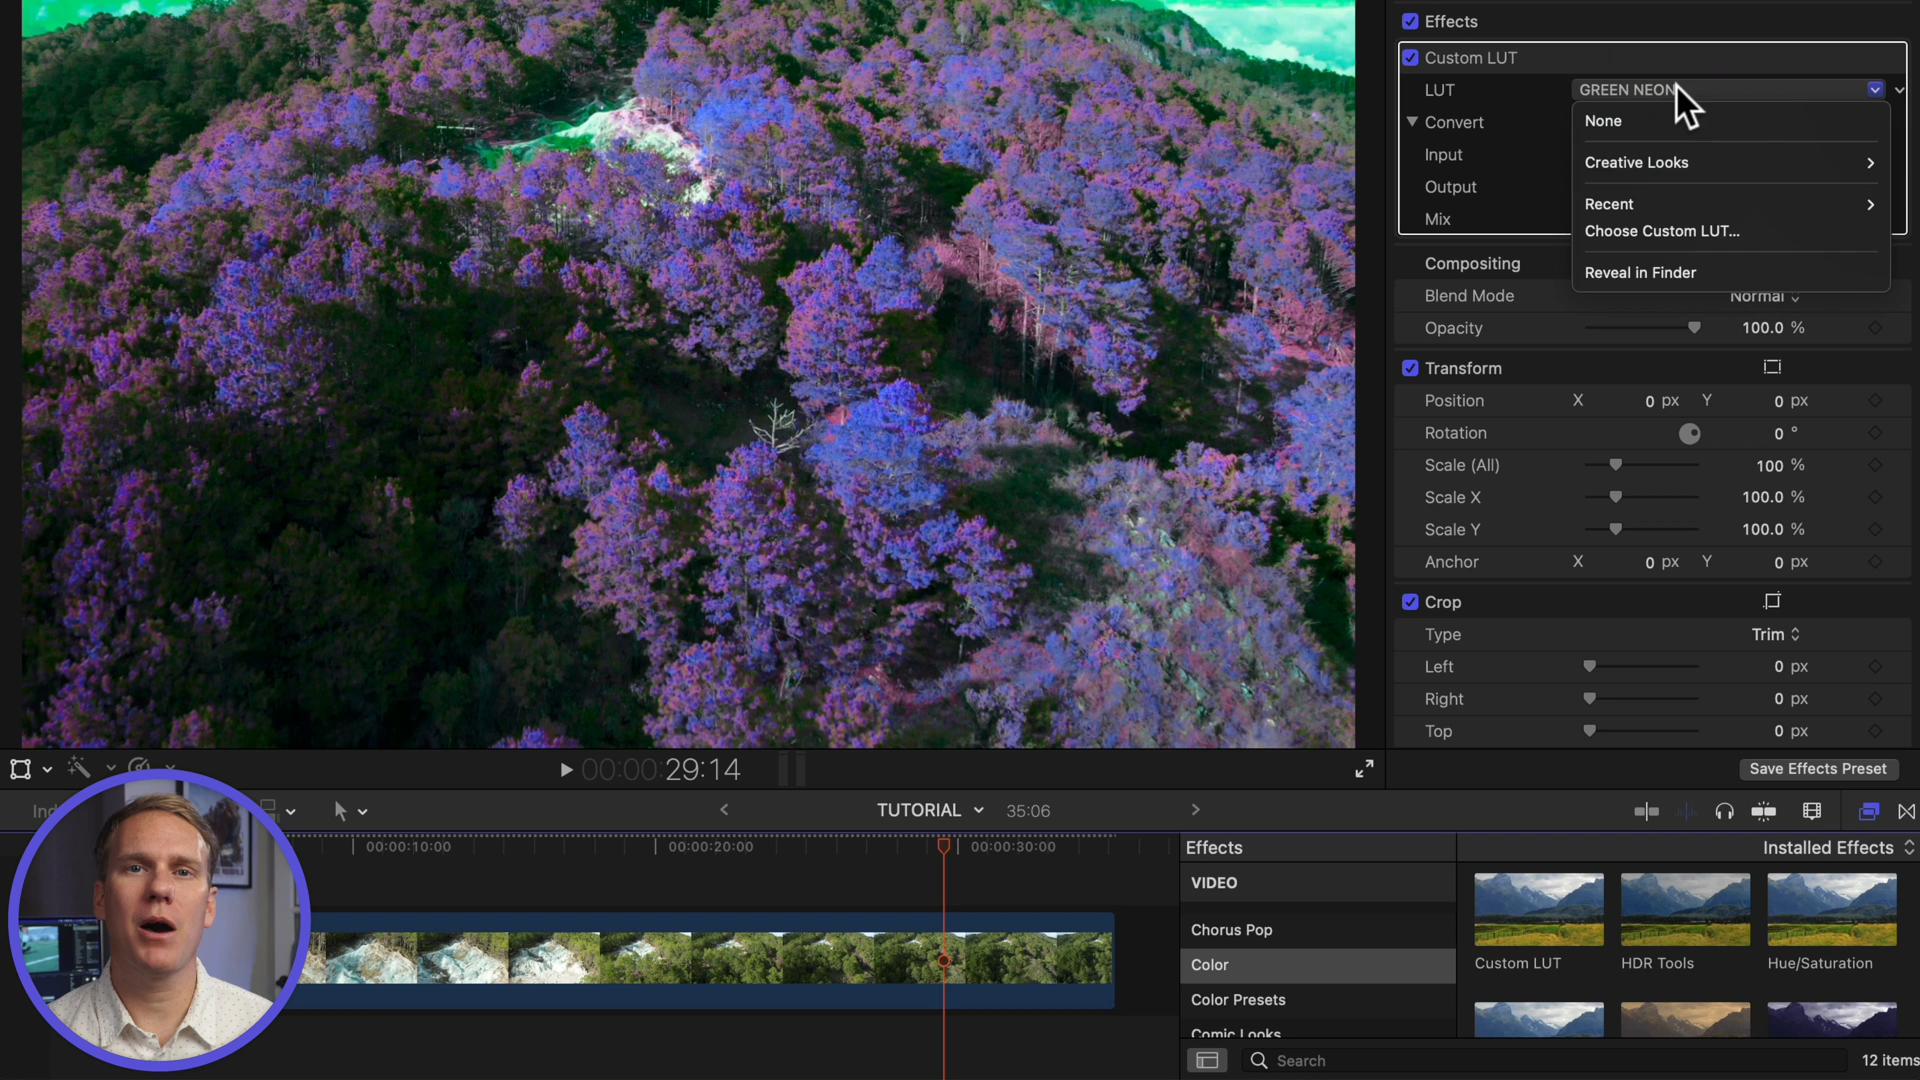 Effects
Custom LUT
LUT
GREEN NEON
None
Convert
Input
Creative Looks
Output
Recent
Mix
Choose Custom LUT...
Compositing
Reveal in Finder
Blend Mode
Normal
Opacity
100.0 %
Transform
Position X 0 px Y 0 px
Rotation 0 °
Scale (All) 100 %
Scale X 100.0 %
Scale Y 100.0 %
Anchor X 0 px Y 0 px
Crop
Type Trim
Left 0 px
Right 0 px
Top 0 px
00:00:29:14
Save Effects Preset
TUTORIAL 35:06
00:00:10:00 00:00:20:00 00:00:30:00
Effects
Installed Effects
VIDEO
Chorus Pop
Color
Color Presets
Comic Looks
Custom LUT
HDR Tools
Hue/Saturation
Search
12 items